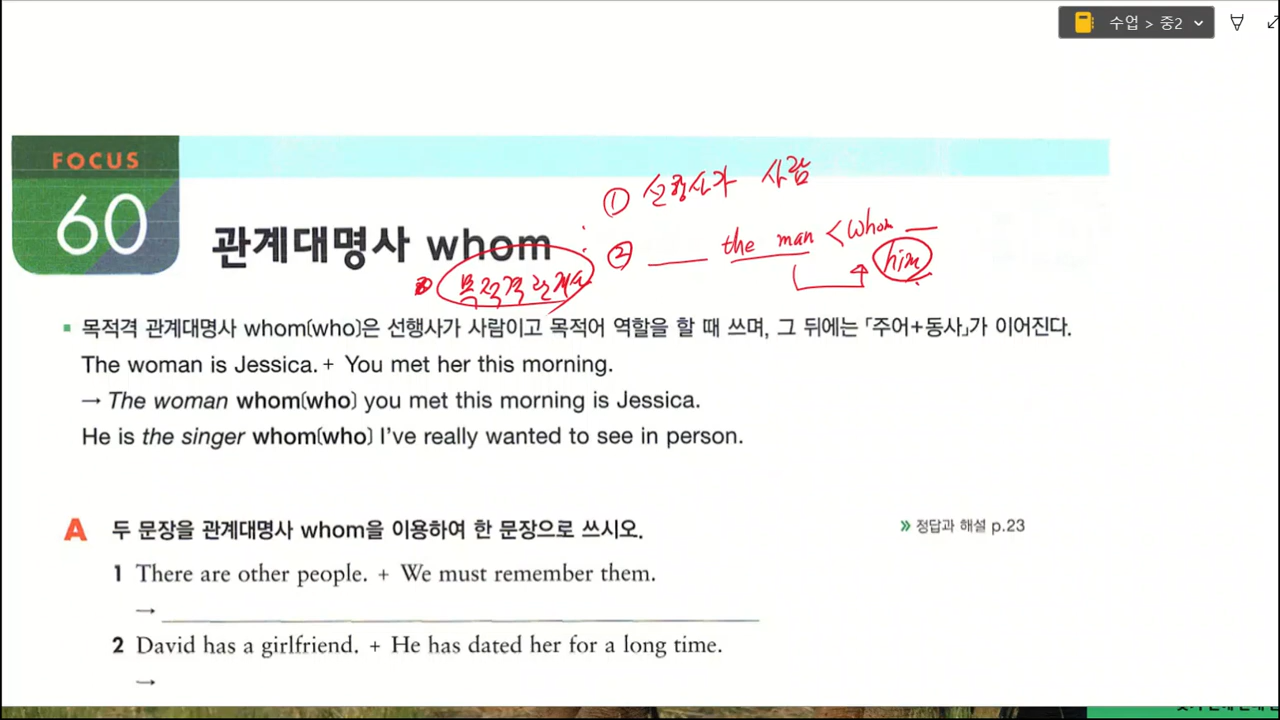 수업 > 중2
FOCUS
60
관계대명사 whom
① 선행사가 사람
② the man < whom
him
목적격 관계
▪ 목적격 관계대명사 whom(who)은 선행사가 사람이고 목적어 역할을 할 때 쓰며, 그 뒤에는 「주어+동사」가 이어진다.
The woman is Jessica. + You met her this morning.
→ The woman whom(who) you met this morning is Jessica.
He is the singer whom(who) I've really wanted to see in person.
A 두 문장을 관계대명사 whom을 이용하여 한 문장으로 쓰시오.
» 정답과 해설 p.23
1 There are other people. + We must remember them.
→
2 David has a girlfriend. + He has dated her for a long time.
→